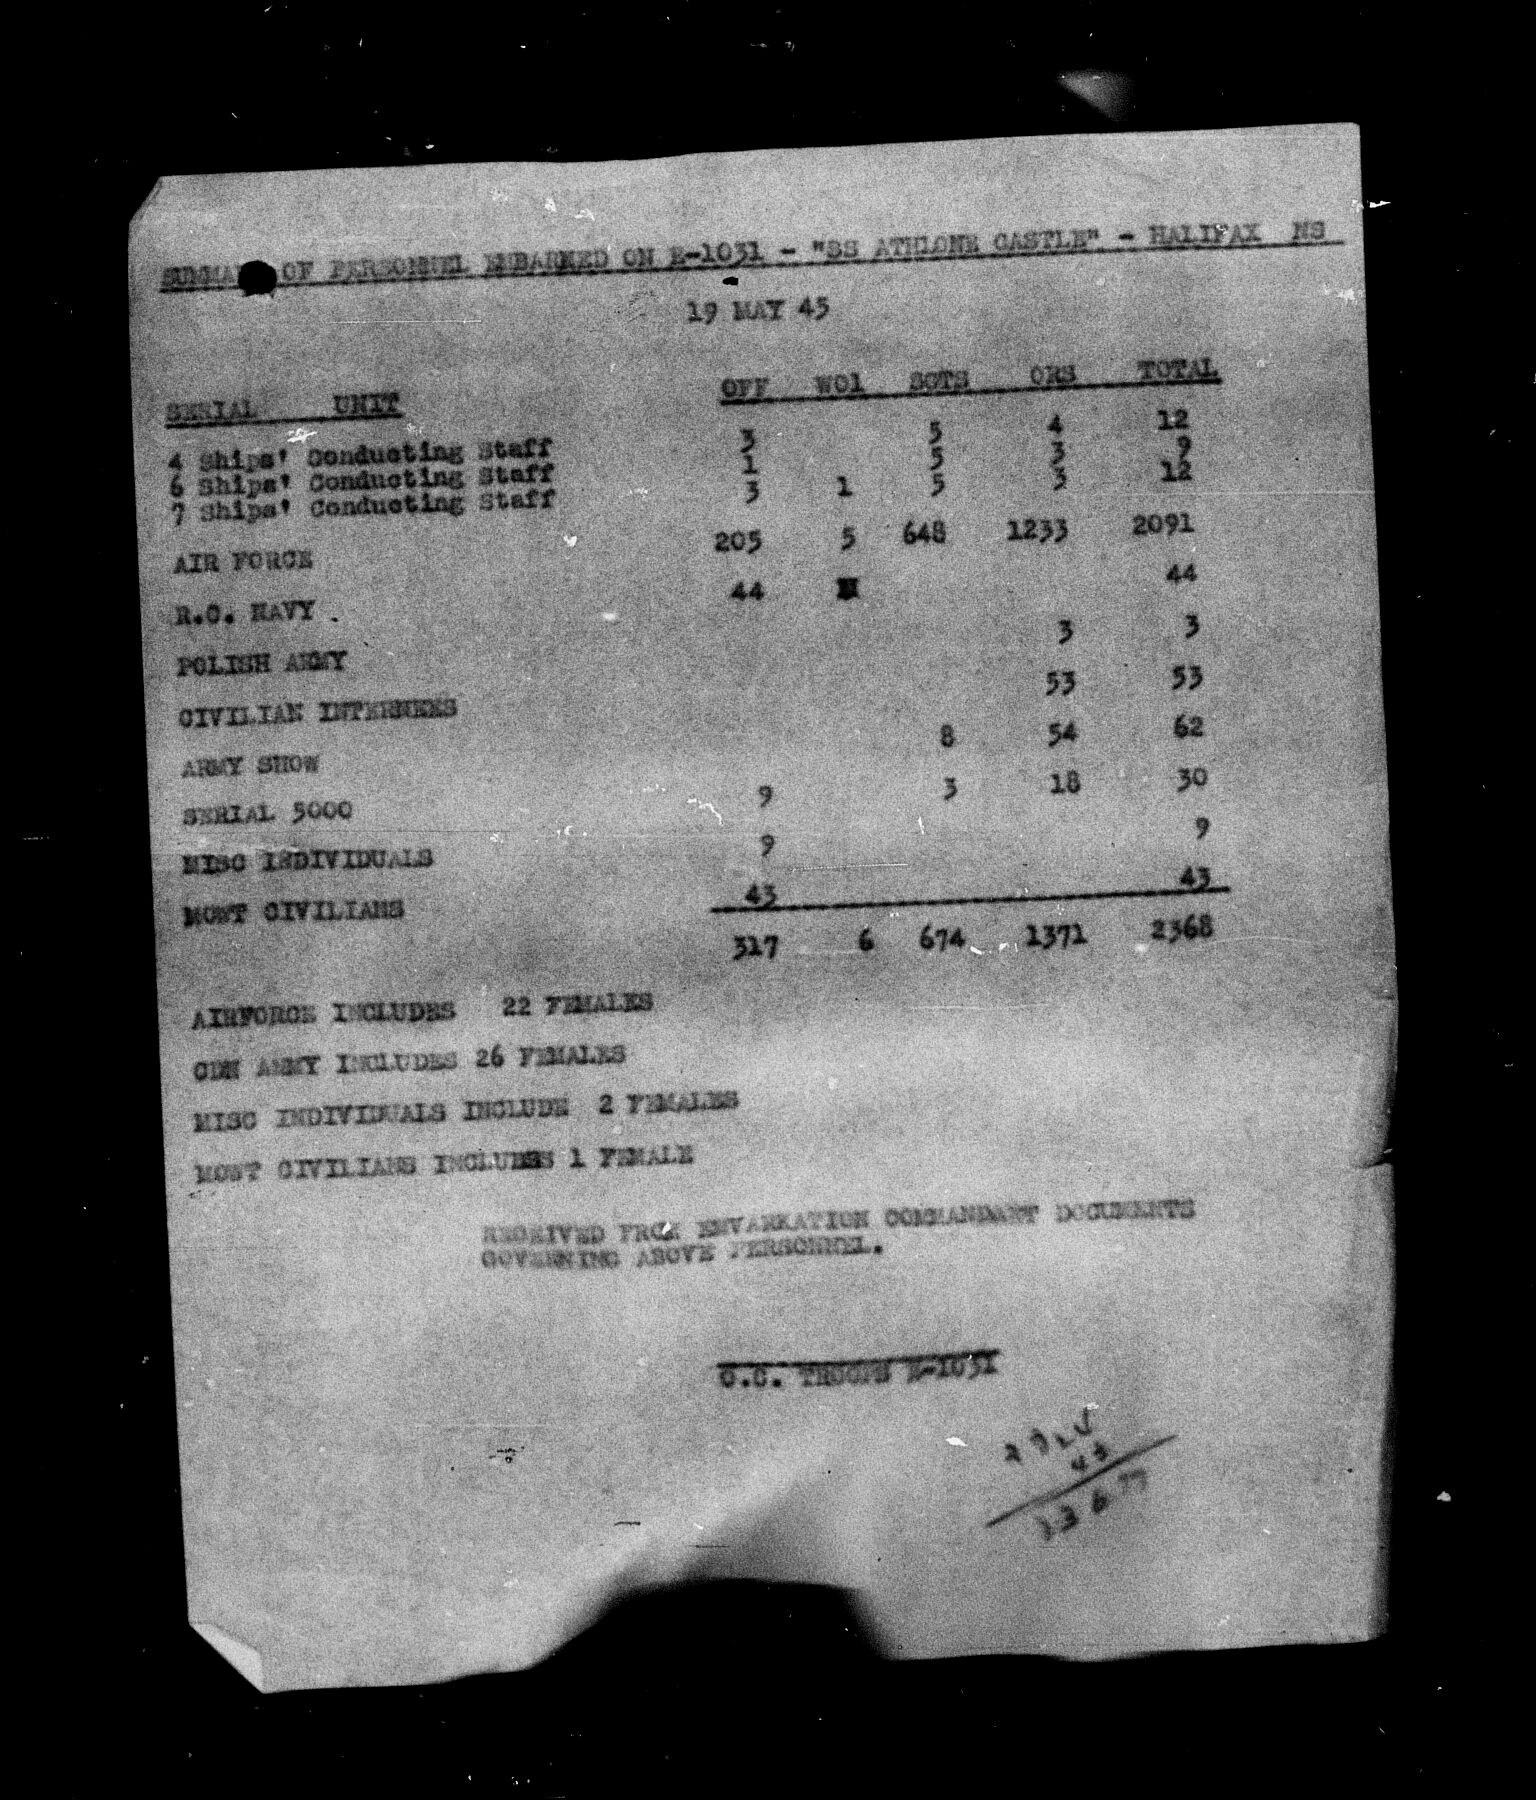 SUMMA OF PERSONNEL EMBARKED ON E-1031 - "SS ATHLONE CASTLE" - HALIFAX NS
19 MAY 45
SERIAL UNIT OFF WO1 SGTS ORS TOTAL
4 Ships' Conducting Staff 3 5 4 12
6 Ships' Conducting Staff 1 5 3 9
7 Ships' Conducting Staff 3 1 5 3 12
AIR FORCE 205 5 648 1233 2091
R.C. NAVY . 44 44
POLISH ARMY 3 3
CIVILIAN INTERNEES 53 53
ARMY SHOW 8 54 62
SERIAL 5000 9 3 18 30
MISC INDIVIDUALS 9 9
MOWT CIVILIANS 43 43
317 6 674 1371 2368
AIRFORCE INCLUDES 22 FEMALES
CDN ARMY INCLUDES 26 FEMALES
MISC INDIVIDUALS INCLUDE 2 FEMALES
MOWT CIVILIANS INCLUDES 1 FEMALE
RECEIVED FROM EMVARKATION COMMANDANT DOCUMENTS
GOVERNING ABOVE PERSONNEL.
O.C. TROOPS E-1031